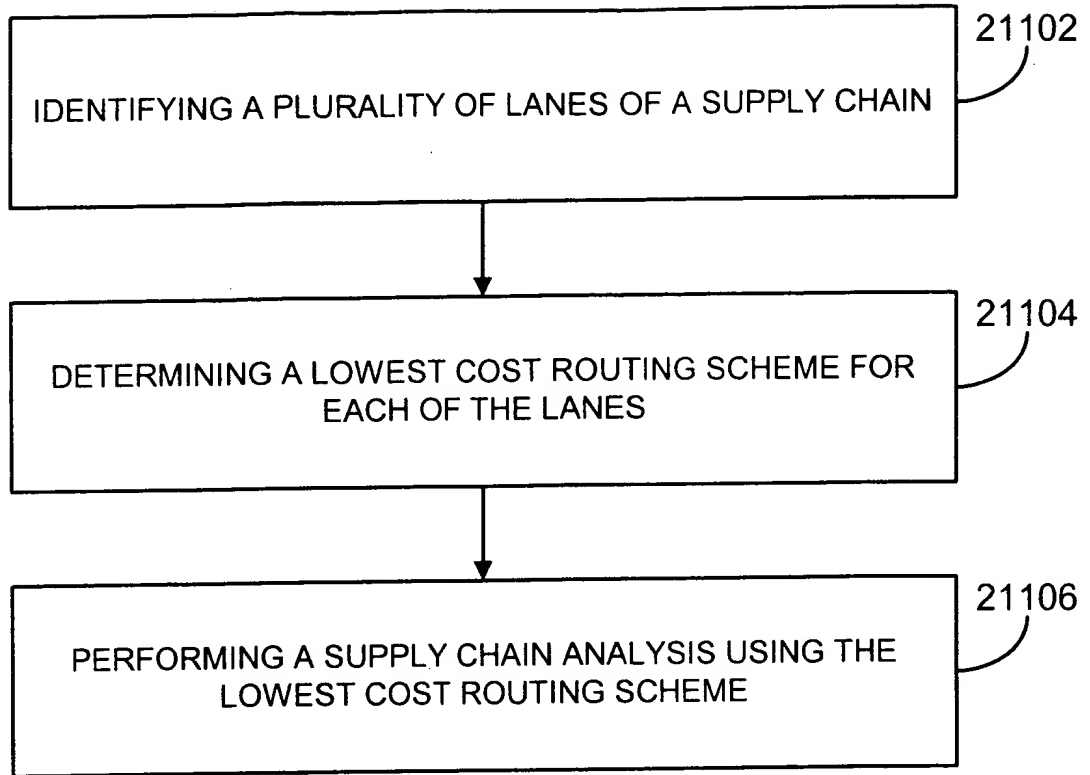 21102
IDENTIFYING A PLURALITY OF LANES OF A SUPPLY CHAIN
21104
DETERMINING A LOWEST COST ROUTING SCHEME FOR
EACH OF THE LANES
21106
PERFORMING A SUPPLY CHAIN ANALYSIS USING THE
LOWEST COST ROUTING SCHEME